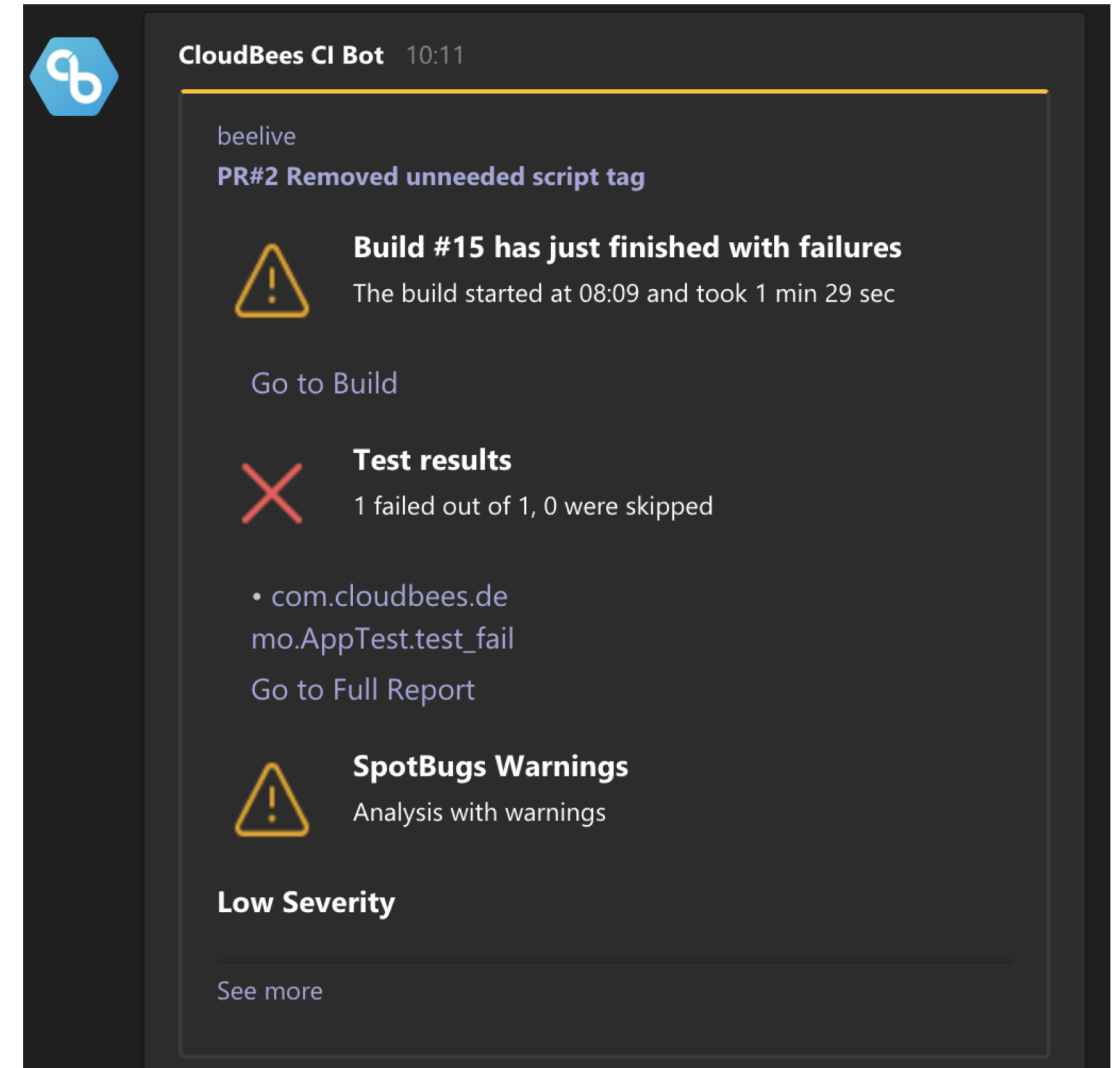 CloudBees CI Bot 10:11
beelive
PR#2 Removed unneeded script tag
Build #15 has just finished with failures
The build started at 08:09 and took 1 min 29 sec
Go to Build
Test results
1 failed out of 1, 0 were skipped
• com.cloudbees.de
mo.AppTest.test_fail
Go to Full Report
SpotBugs Warnings
Analysis with warnings
Low Severity
See more